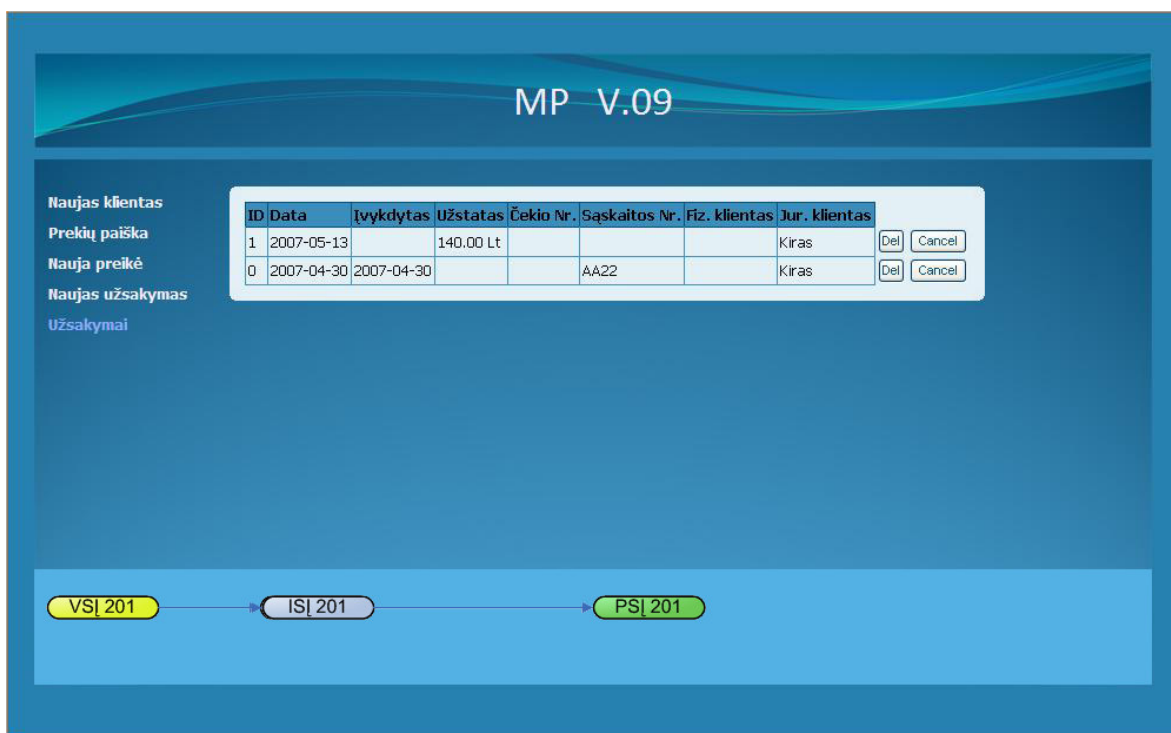 MP V.09
Naujas klientas
Prekių paiška
Nauja preikė
Naujas užsakymas
Užsakymai
ID Data Įvykdytas Užstatas Čekio Nr. Sąskaitos Nr. Fiz. klientas Jur. klientas
1 2007-05-13 140.00 Lt Kiras Del Cancel
0 2007-04-30 2007-04-30 AA22 Kiras Del Cancel
VSĮ 201 ISĮ 201 PSĮ 201